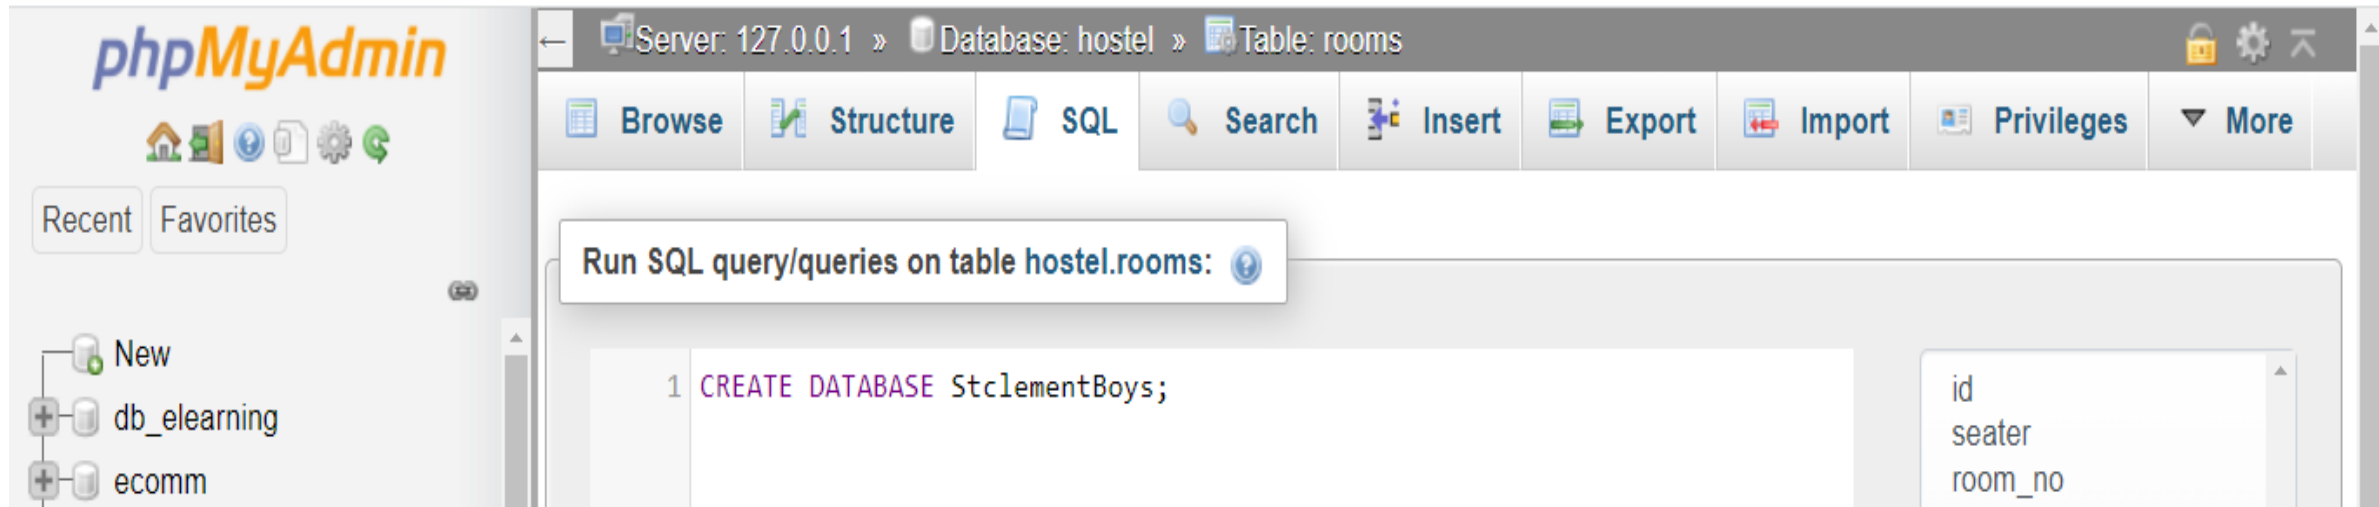 phpMyAdmin
Recent Favorites
New
db_elearning
ecomm
← Server: 127.0.0.1 » Database: hostel » Table: rooms
Browse Structure SQL Search Insert Export Import Privileges ▼ More
Run SQL query/queries on table hostel.rooms:
1 CREATE DATABASE StclementBoys;
id
seater
room_no